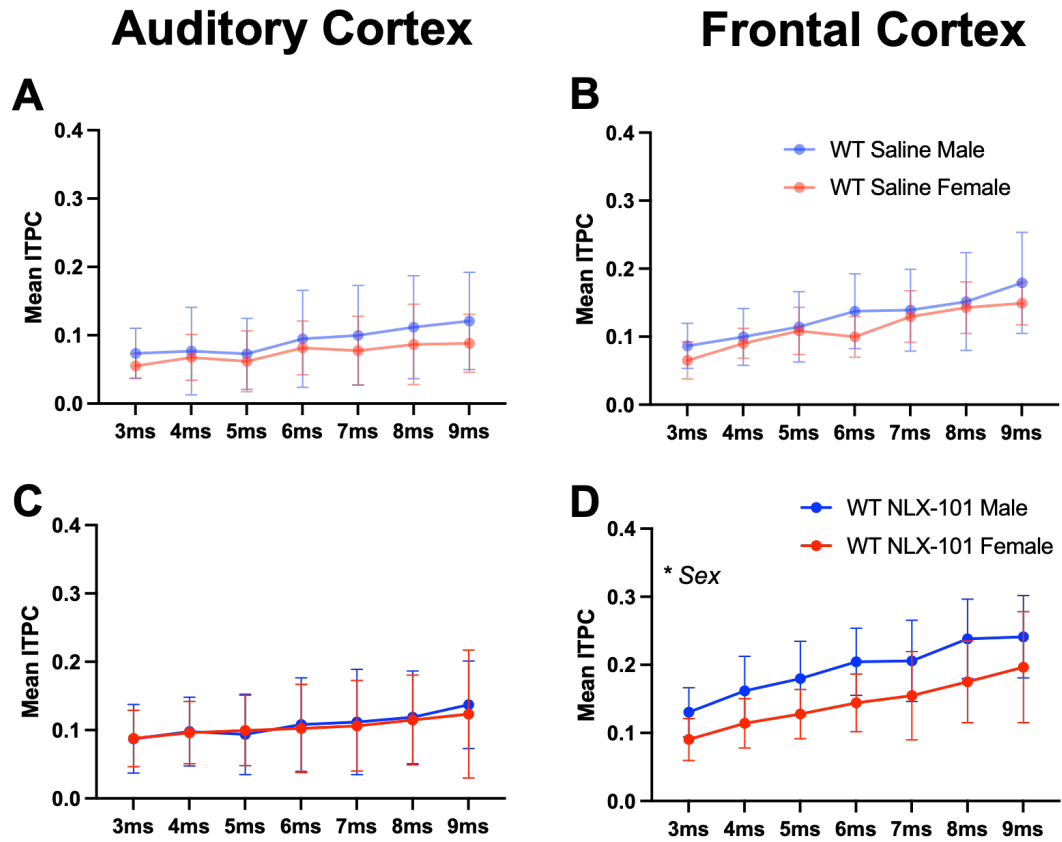 Auditory Cortex
Frontal Cortex
A
Mean ITPC
0.4
0.3
0.2
0.1
0.0
3ms 4ms 5ms 6ms 7ms 8ms 9ms
B
Mean ITPC
0.4
0.3
0.2
0.1
0.0
WT Saline Male
WT Saline Female
3ms 4ms 5ms 6ms 7ms 8ms 9ms
C
Mean ITPC
0.4
0.3
0.2
0.1
0.0
3ms 4ms 5ms 6ms 7ms 8ms 9ms
D
Mean ITPC
0.4
0.3
0.2
0.1
0.0
WT NLX-101 Male
WT NLX-101 Female
* Sex
3ms 4ms 5ms 6ms 7ms 8ms 9ms